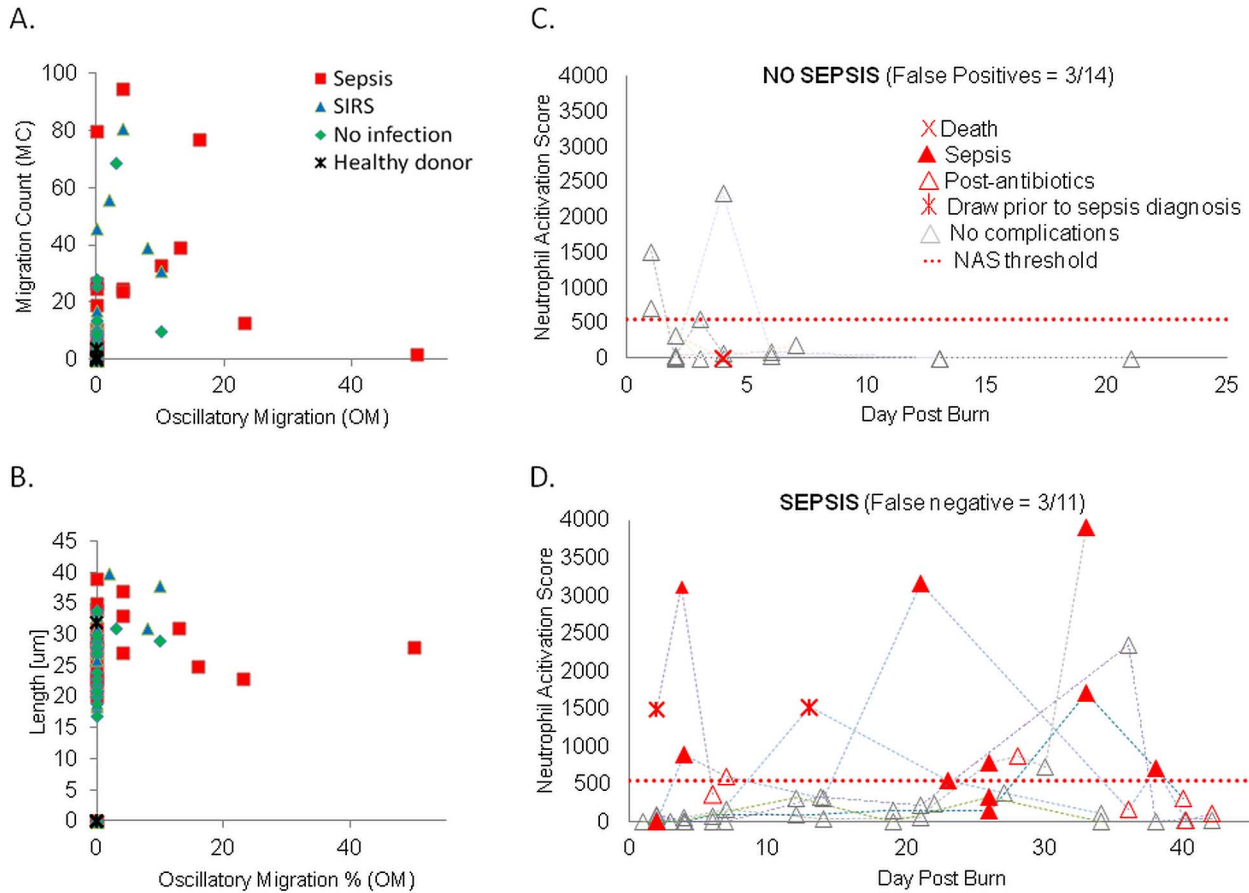 A.
Migration Count (MC)
100
80
60
40
20
0
0 20 40
Oscillatory Migration (OM)
Sepsis
SIRS
No infection
Healthy donor
B.
Length [um]
45
40
35
30
25
20
15
10
5
0
0 20 40
Oscillatory Migration % (OM)
C.
NO SEPSIS (False Positives = 3/14)
Neutrophil Acitivation Score
4000
3500
3000
2500
2000
1500
1000
500
0
0 5 10 15 20 25
Day Post Burn
Death
Sepsis
Post-antibiotics
Draw prior to sepsis diagnosis
No complications
NAS threshold
D.
SEPSIS (False negative = 3/11)
Neutrophil Acitivation Score
4000
3500
3000
2500
2000
1500
1000
500
0
0 10 20 30 40
Day Post Burn